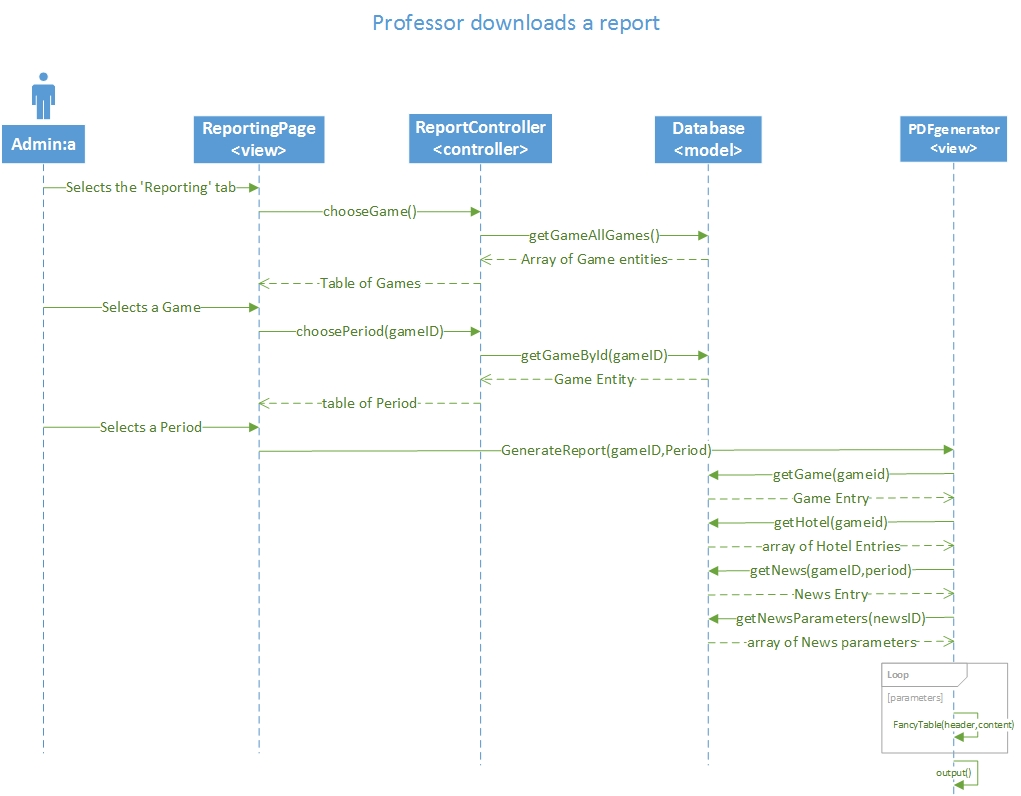 Professor downloads a report
Admin:a
ReportingPage
<view>
ReportController
<controller>
Database
<model>
PDFgenerator
<view>
Selects the 'Reporting' tab
chooseGame()
getGameAllGames()
Array of Game entities
Table of Games
Selects a Game
choosePeriod(gameID)
getGameById(gameID)
Game Entity
table of Period
Selects a Period
GenerateReport(gameID,Period)
getGame(gameid)
Game Entry
getHotel(gameid)
array of Hotel Entries
getNews(gameID,period)
News Entry
getNewsParameters(newsID)
array of News parameters
Loop
[parameters]
FancyTable(header,content)
output()